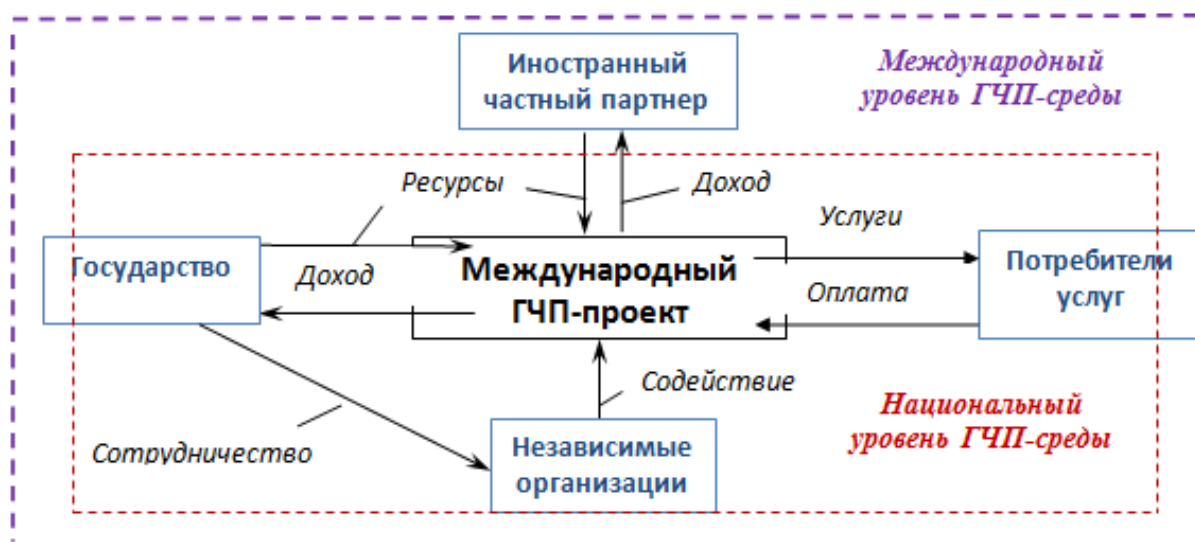 Иностранный
частный партнер
Международный
уровень ГЧП-среды
Ресурсы
Доход
Услуги
Государство
Доход
Международный
ГЧП-проект
Потребители
услуг
Оплата
Содействие
Национальный
уровень ГЧП-среды
Сотрудничество
Независимые
организации